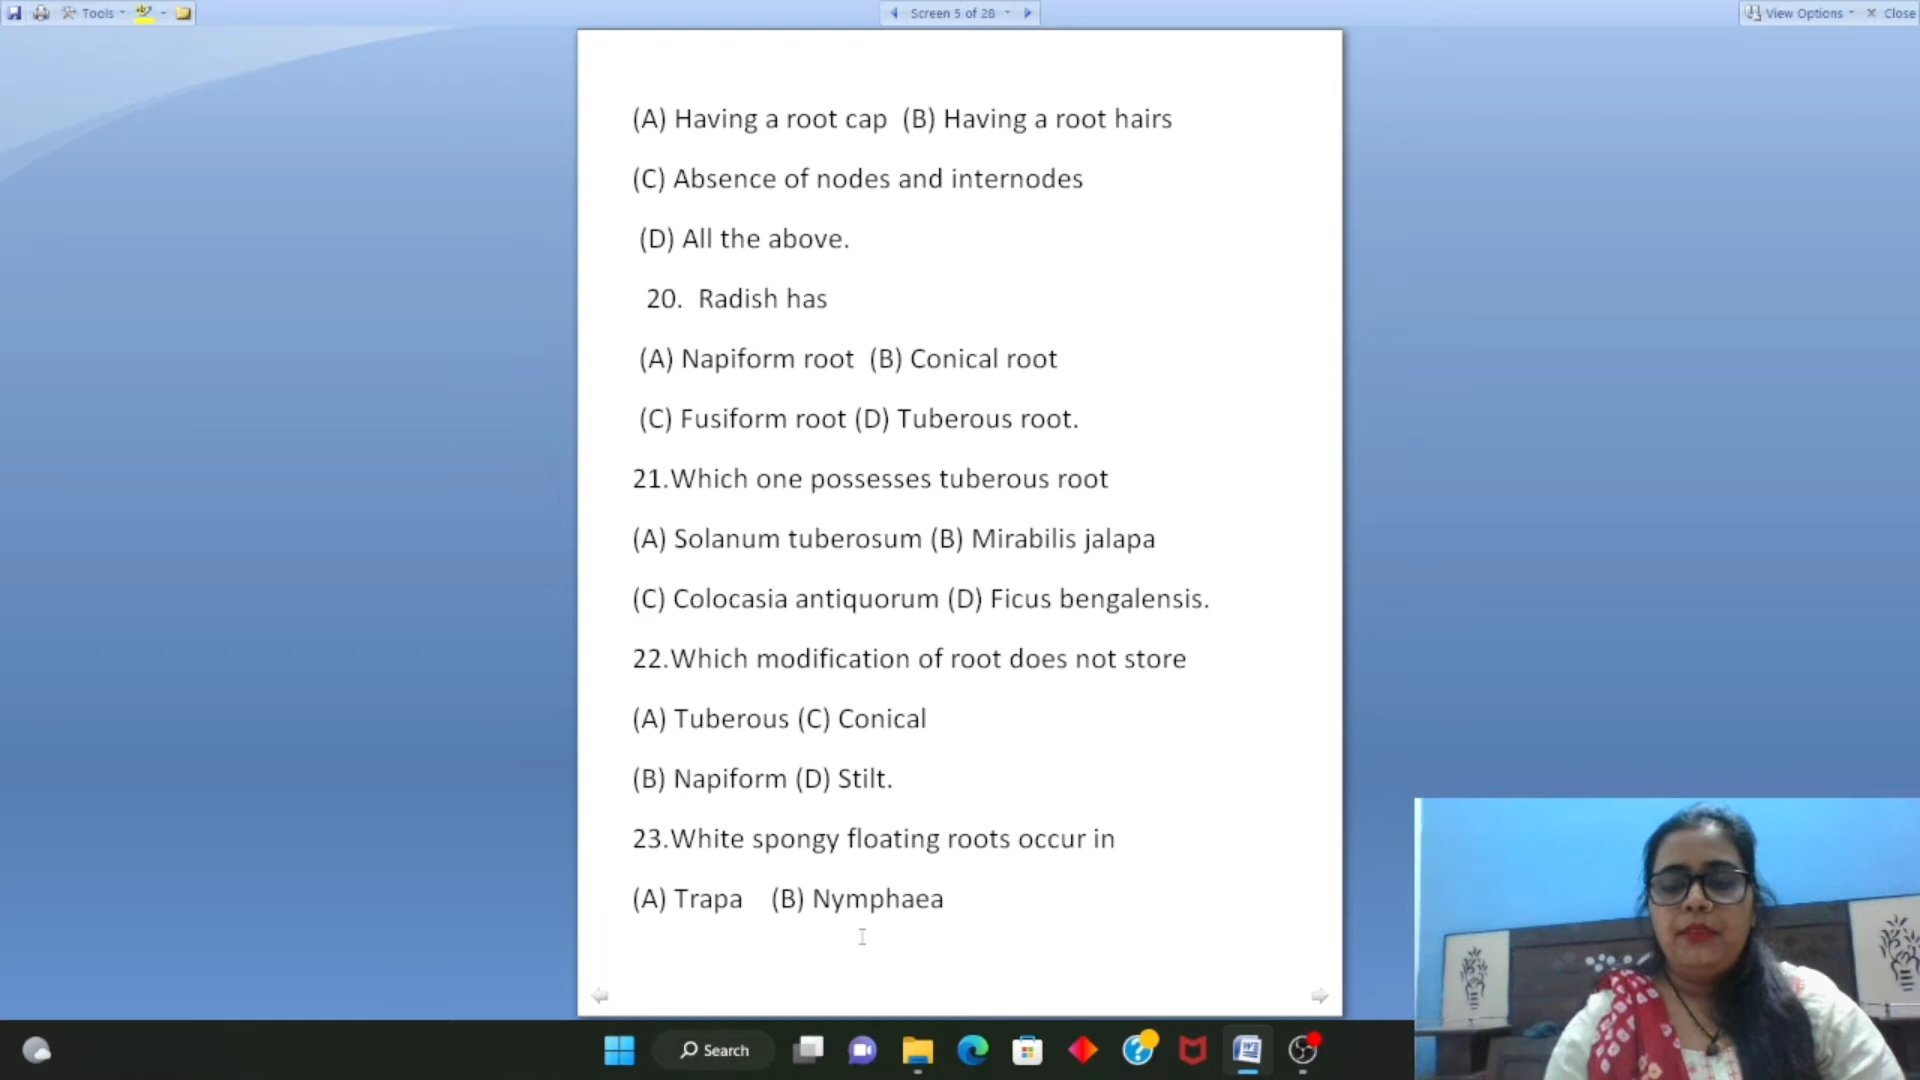 Tools
Screen 5 of 28
View Options
Close
(A) Having a root cap (B) Having a root hairs
(C) Absence of nodes and internodes
(D) All the above.
20. Radish has
(A) Napiform root (B) Conical root
(C) Fusiform root (D) Tuberous root.
21.Which one possesses tuberous root
(A) Solanum tuberosum (B) Mirabilis jalapa
(C) Colocasia antiquorum (D) Ficus bengalensis.
22.Which modification of root does not store
(A) Tuberous (C) Conical
(B) Napiform (D) Stilt.
23.White spongy floating roots occur in
(A) Trapa (B) Nymphaea
Search